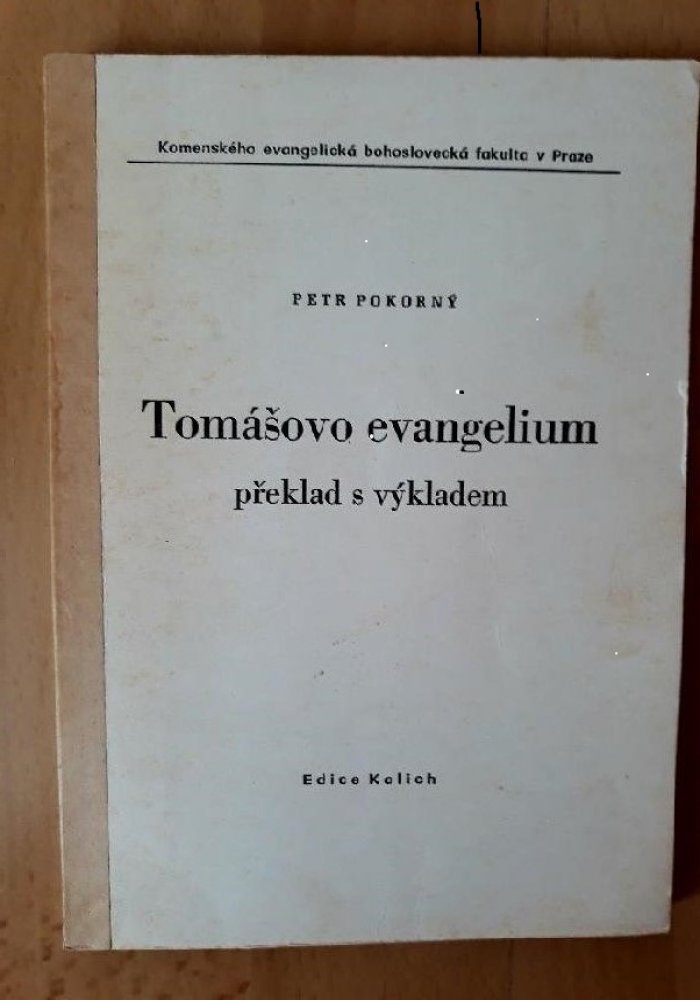 Komenského evangelická bohoslovecká fakulta v Praze
PETR POKORNÝ
Tomášovo evangelium
překlad s výkladem
Edice Kalich